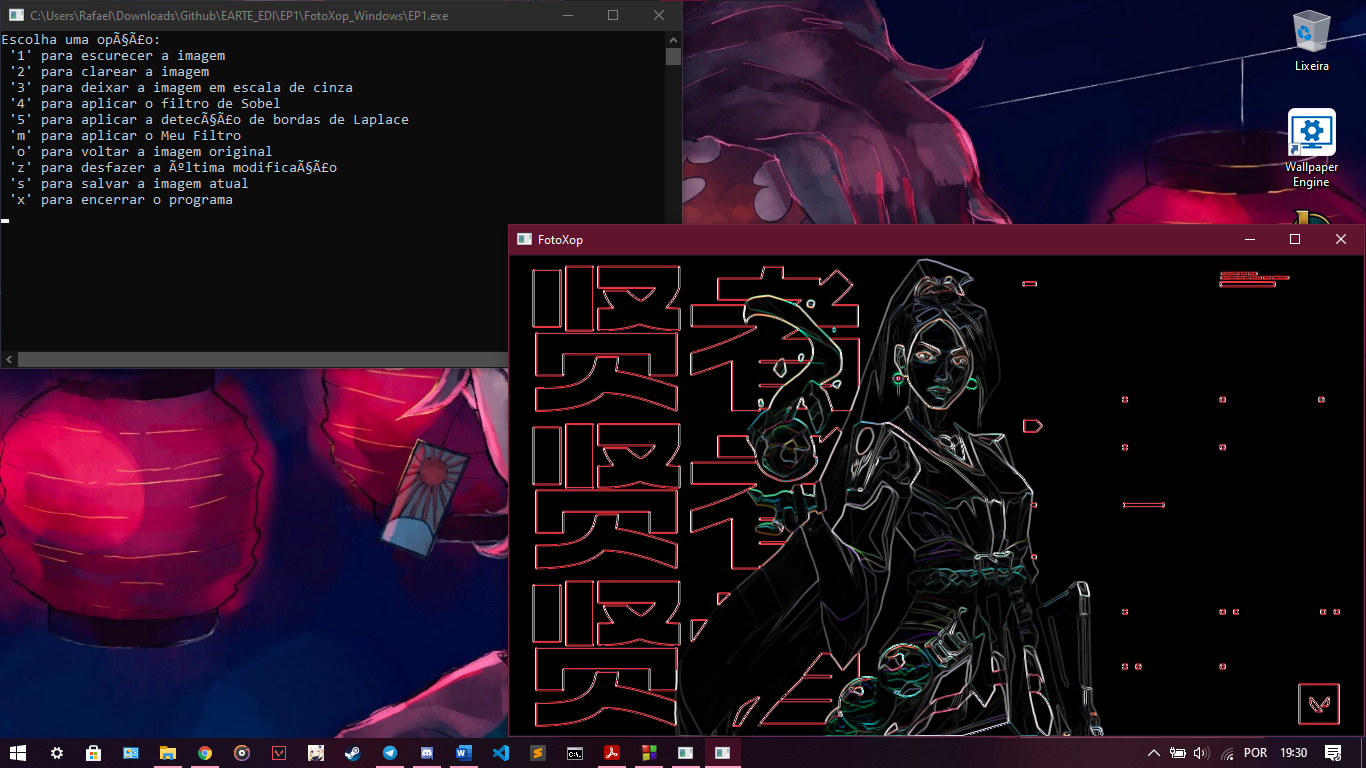 C:\Users\Rafael\Downloads\Github\EARTE_EDI\EP1\FotoXop_Windows\EP1.exe
Escolha uma opÃ§Ã£o:
'1' para escurecer a imagem
'2' para clarear a imagem
'3' para deixar a imagem em escala de cinza
'4' para aplicar o filtro de Sobel
'5' para aplicar a detecÃ§Ã£o de bordas de Laplace
'm' para aplicar o Meu Filtro
'o' para voltar a imagem original
'z' para desfazer a Ãºltima modificaÃ§Ã£o
's' para salvar a imagem atual
'x' para encerrar o programa
Lixeira
Wallpaper
Engine
FotoXop
POR
19:30